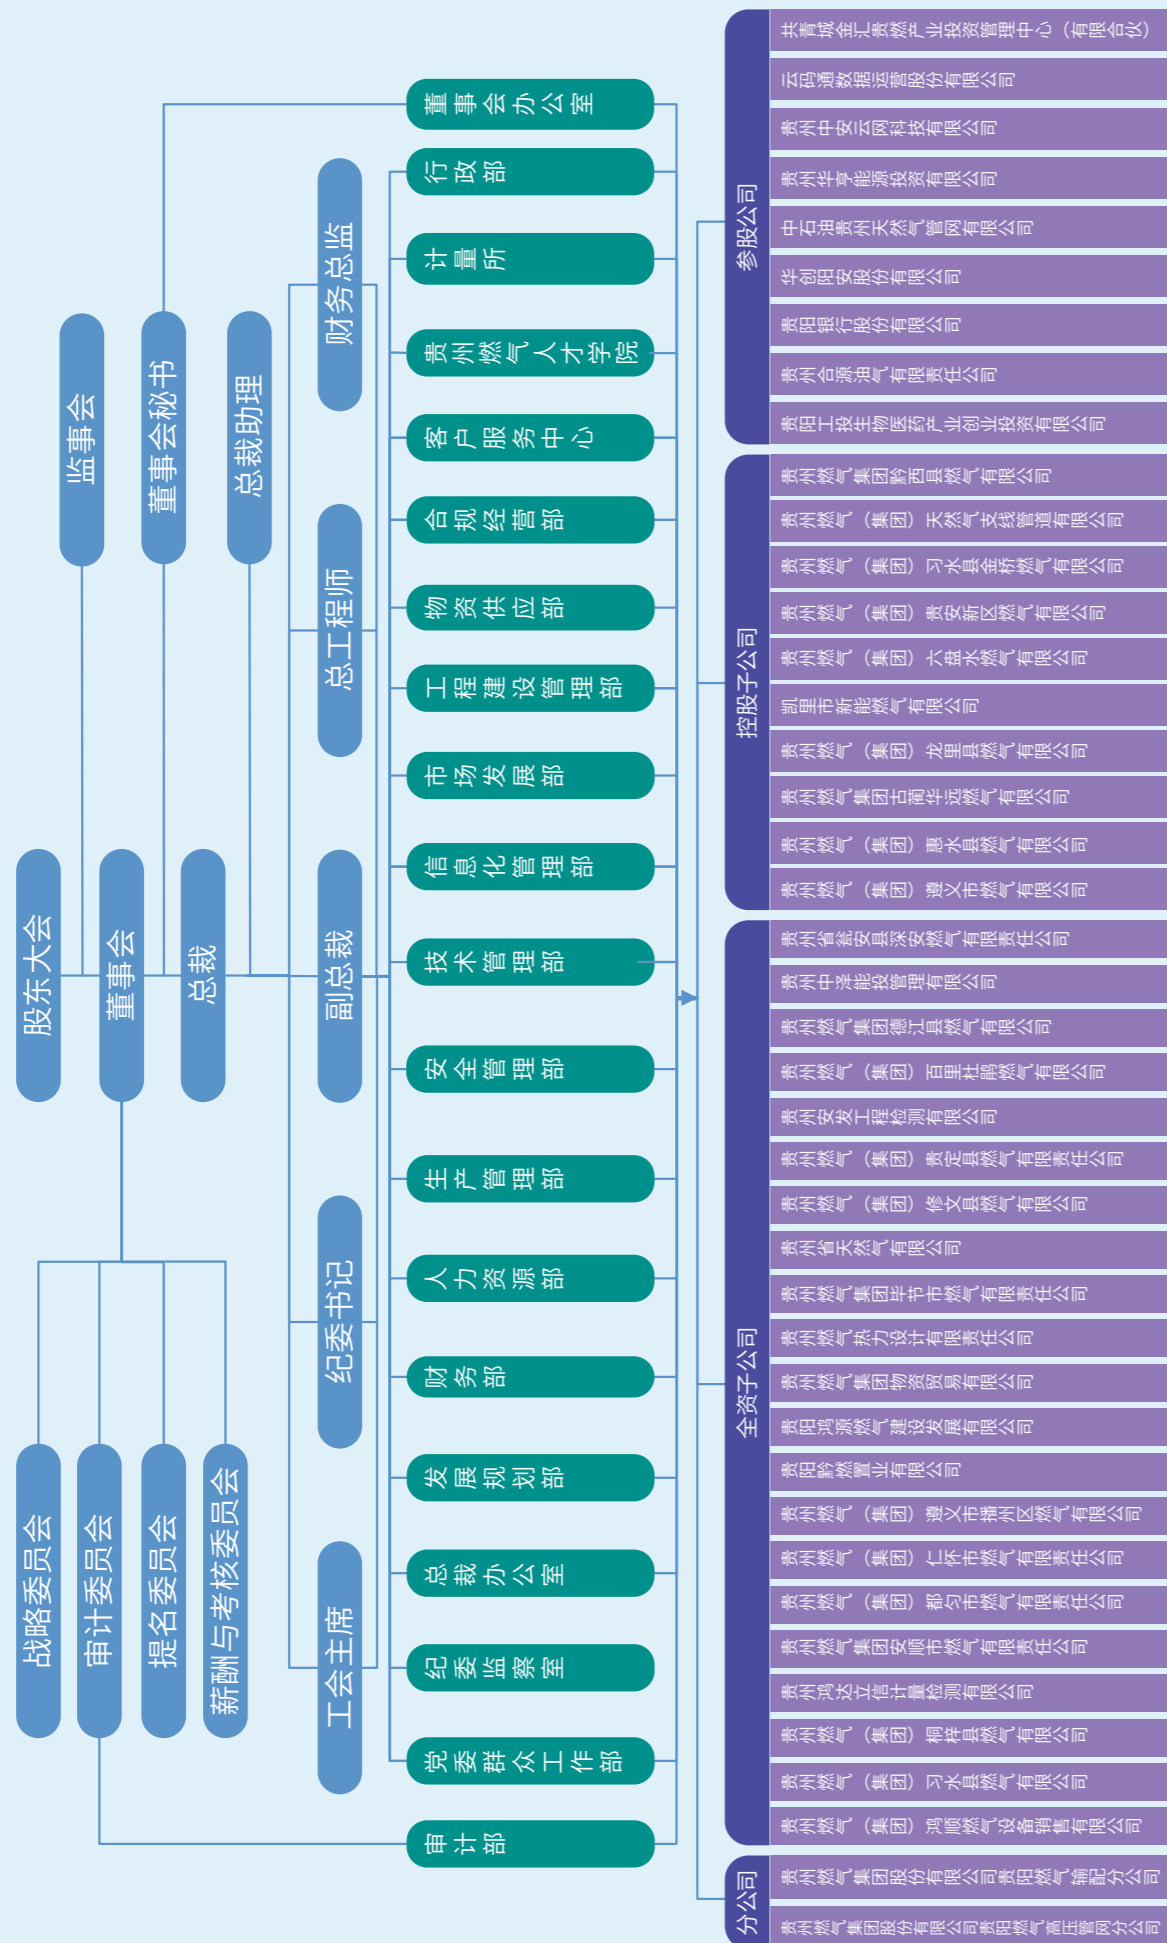 股东大会
监事会
董事会
董事会秘书
总裁
总裁助理
战略委员会
审计委员会
提名委员会
薪酬与考核委员会
工会主席
纪委书记
副总裁
总工程师
财务总监
审计部
党委群众工作部
纪委监察室
总裁办公室
发展规划部
财务部
人力资源部
生产管理部
安全管理部
技术管理部
信息化管理部
市场发展部
工程建设管理部
物资供应部
合规经营部
客户服务中心
贵州燃气人才学院
计量所
行政部
董事会办公室
分公司
贵州燃气集团股份有限公司贵阳燃气高压管网分公司
贵州燃气集团股份有限公司贵阳燃气输配分公司
全资子公司
贵州燃气（集团）鸿顺燃气设备销售有限公司
贵州燃气（集团）习水县燃气有限公司
贵州燃气（集团）桐梓县燃气有限公司
贵州鸿达立信计量检测有限公司
贵州燃气集团安顺市燃气有限责任公司
贵州燃气（集团）都匀市燃气有限责任公司
贵州燃气（集团）仁怀市燃气有限责任公司
贵州燃气（集团）遵义市播州区燃气有限公司
贵阳黔燃置业有限公司
贵阳鸿源燃气建设发展有限公司
贵州燃气集团物资贸易有限公司
贵州燃气热力设计有限责任公司
贵州燃气集团毕节市燃气有限责任公司
贵州省天然气有限公司
贵州燃气（集团）修文县燃气有限公司
贵州燃气（集团）贵定县燃气有限责任公司
贵州安发工程检测有限公司
贵州燃气（集团）百里杜鹃燃气有限公司
贵州燃气集团德江县燃气有限公司
贵州中泽能投管理有限公司
贵州省瓮安县深安燃气有限责任公司
控股子公司
贵州燃气（集团）遵义市燃气有限公司
贵州燃气（集团）惠水县燃气有限公司
贵州燃气集团古蔺华远燃气有限公司
贵州燃气（集团）龙里县燃气有限公司
凯里市新能燃气有限公司
贵州燃气（集团）六盘水燃气有限公司
贵州燃气（集团）贵安新区燃气有限公司
贵州燃气（集团）习水县金桥燃气有限公司
贵州燃气（集团）天然气支线管道有限公司
贵州燃气集团黔西县燃气有限公司
参股公司
贵阳工投生物医药产业创业投资有限公司
贵州合源油气有限责任公司
贵阳银行股份有限公司
华创阳安股份有限公司
中石油贵州天然气管网有限公司
贵州华亨能源投资有限公司
贵州中安云网科技有限公司
云码通数据运营股份有限公司
共青城金汇贵燃产业投资管理中心（有限合伙）